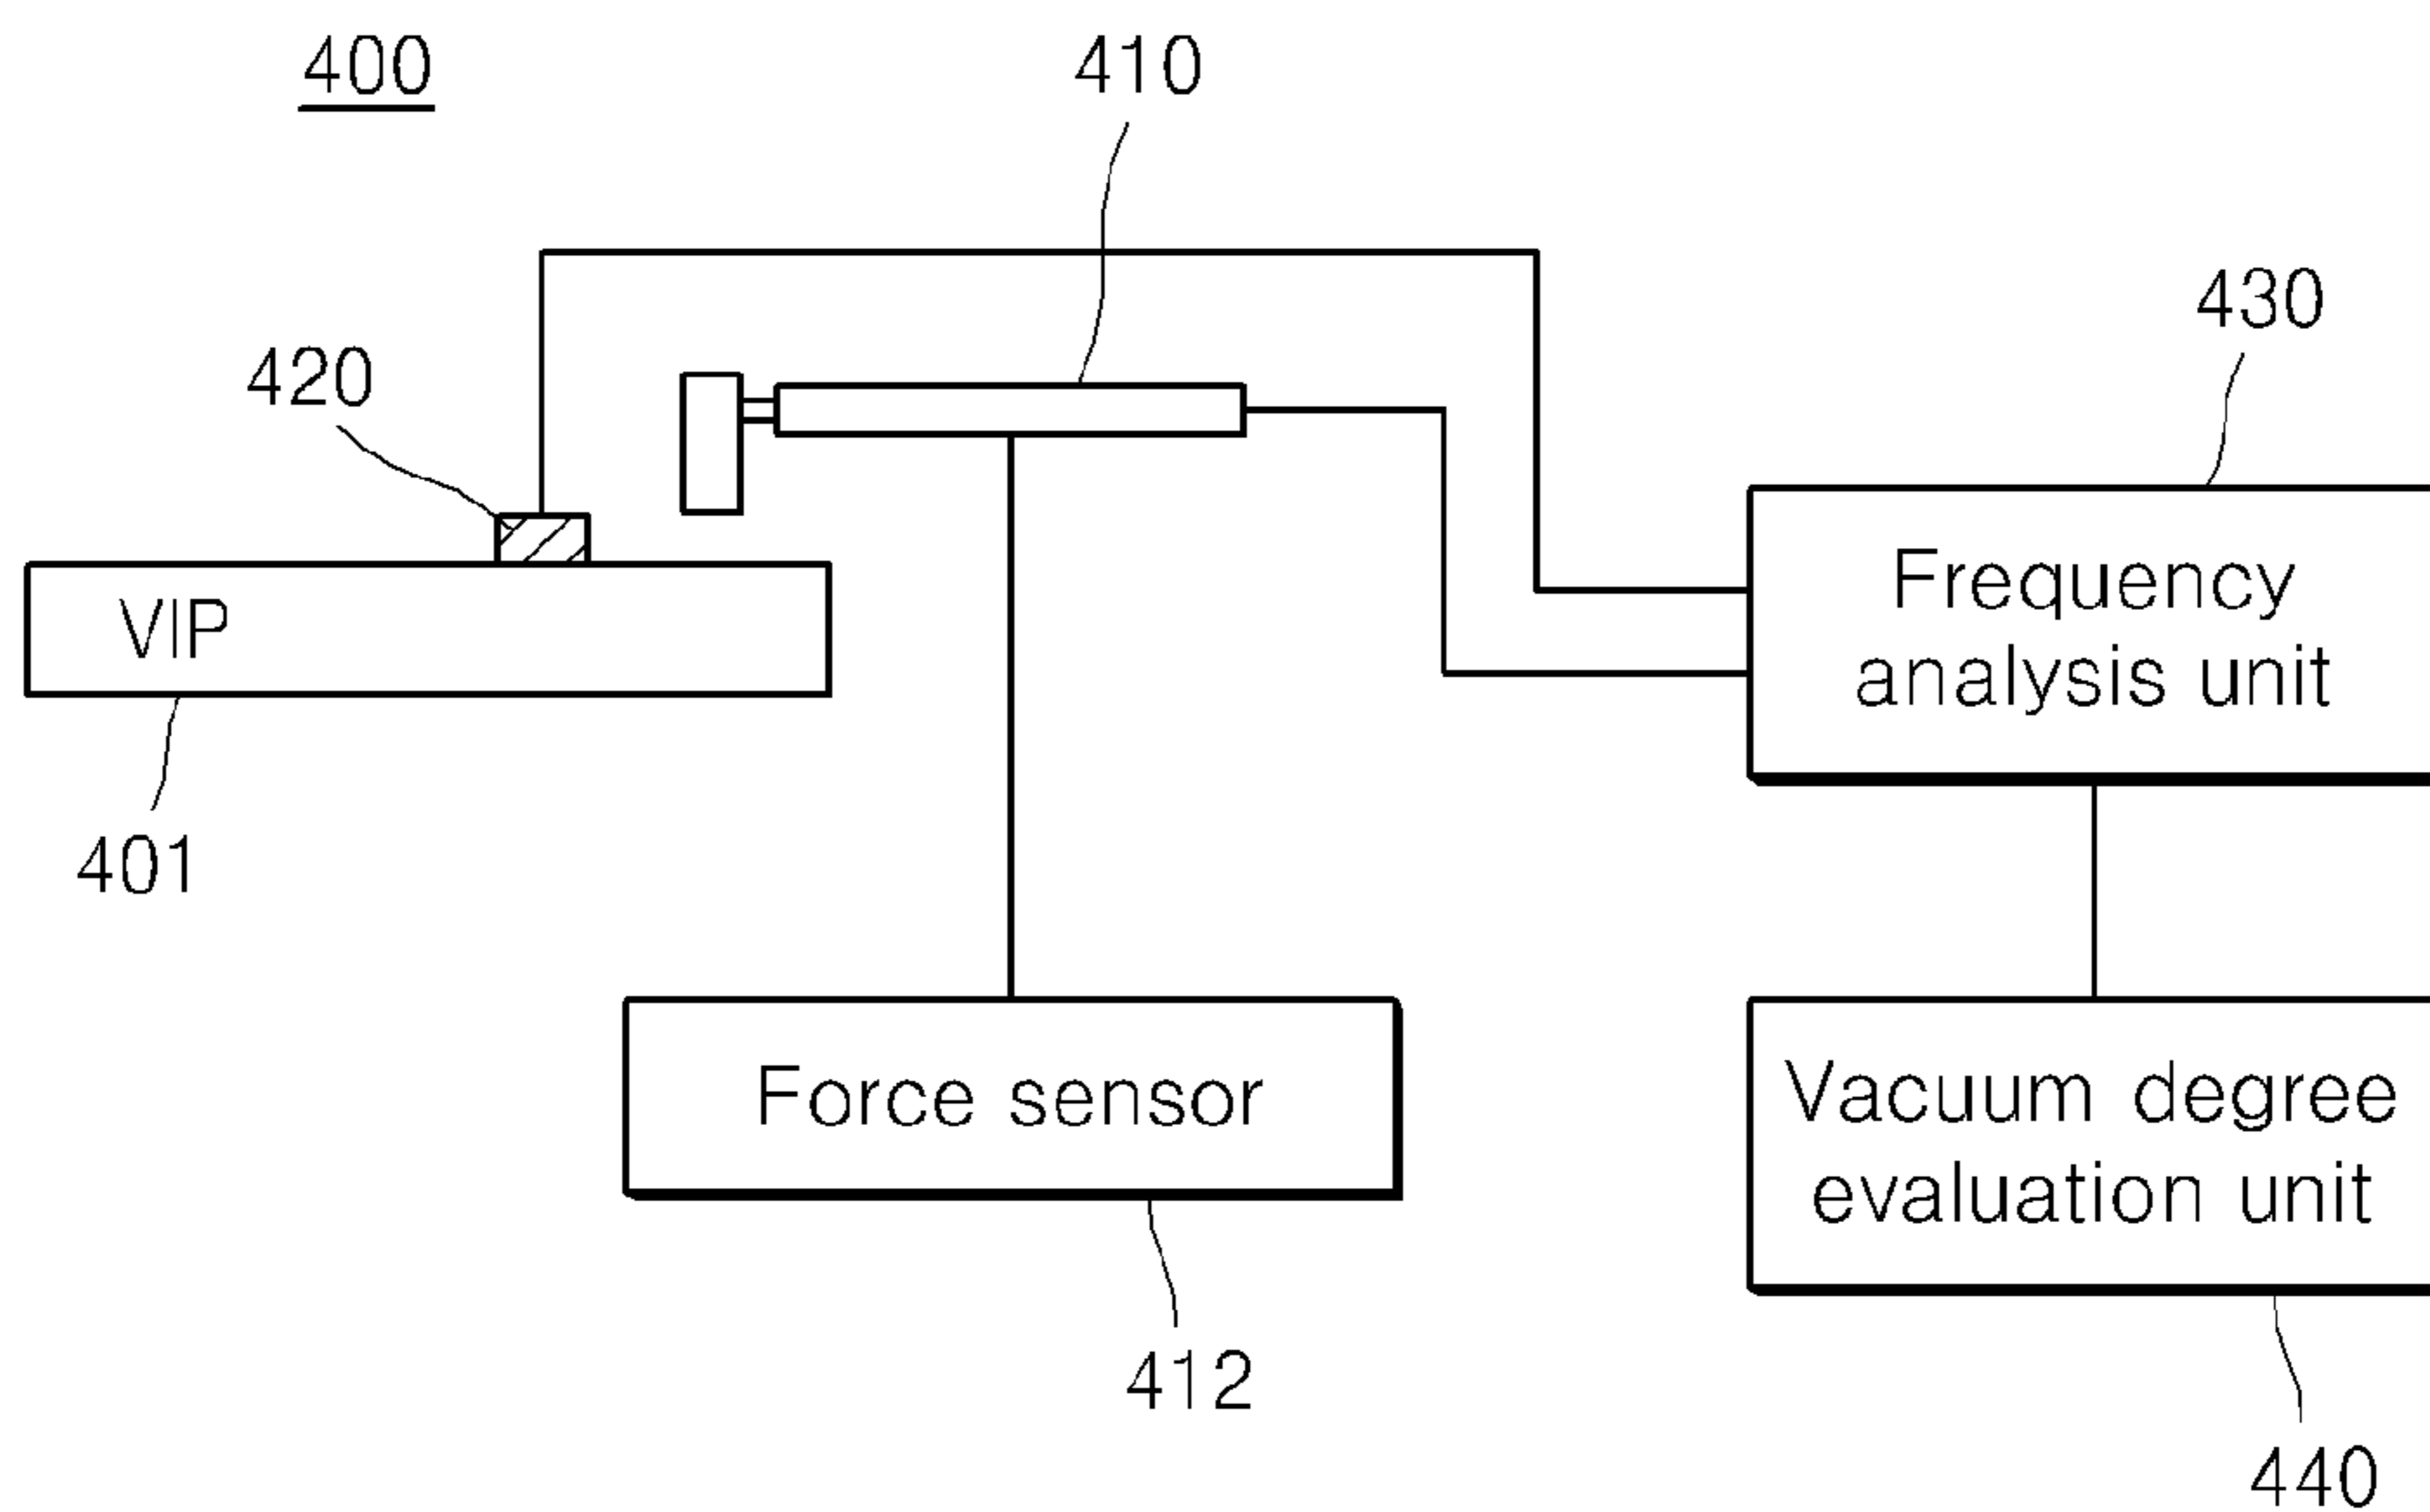 400
410
430
420
Frequency
analysis unit
VIP
401
Force sensor
Vacuum degree
evaluation unit
412
440